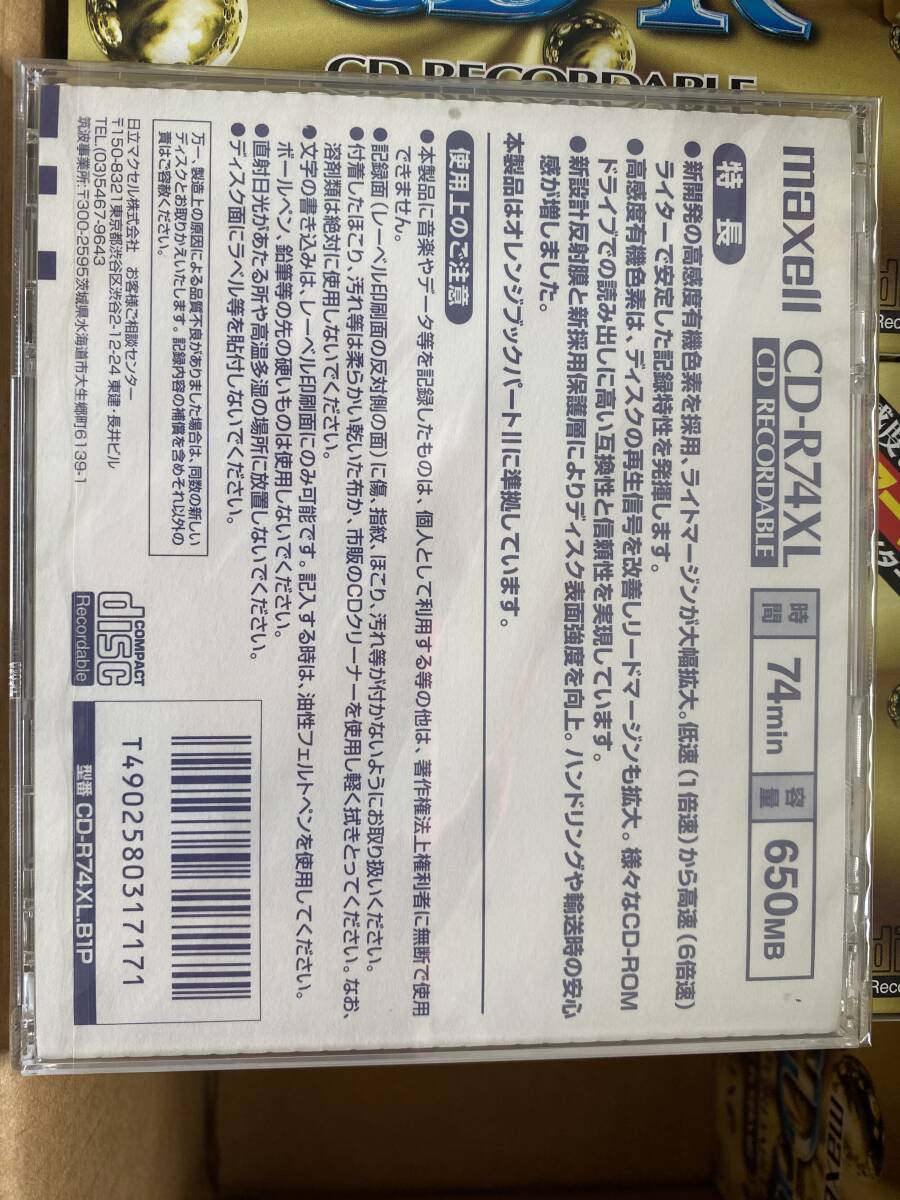 CD-R
CD RECORDABLE
maxell CD-R74XL
CD RECORDABLE
時間 74min 容量 650MB
特長
●新開発の高感度有機色素を採用、ライトマージンが大幅拡大。低速(1倍速)から高速(6倍速)
ライターで安定した記録特性を発揮します。
●高感度有機色素は、ディスクの再生信号を改善しリードマージンも拡大。様々なCD-ROM
ドライブでの読み出しに高い互換性と信頼性を実現しています。
●新設計反射膜と新採用保護層によりディスク表面強度を向上。ハンドリングや輸送時の安心
感が増しました。
本製品はオレンジブックパートIIに準拠しています。
使用上のご注意
●本製品に音楽やデータ等を記録したものは、個人として利用する等の他は、著作権法上権利者に無断で使用
できません。
●記録面(レーベル印刷面の反対側の面)に傷、指紋、ほこり、汚れ等が付かないようにお取り扱いください。
●付着したほこり、汚れ等は柔らかい乾いた布か、市販のCDクリーナーを使用し軽く拭きとってください。なお、
溶剤類は絶対に使用しないでください。
●文字の書き込みは、レーベル印刷面にのみ可能です。記入する時は、油性フェルトペンを使用してください。
ボールペン、鉛筆等の先の硬いものは使用しないでください。
●直射日光があたる所や高温多湿の場所に放置しないでください。
●ディスク面にラベル等を貼付しないでください。
万一、製造上の原因による品質不良がありました場合は、同数の新しい
ディスクとお取りかえいたします。記録内容の補償を含めそれ以外の
責はご容赦ください。
日立マクセル株式会社 お客様ご相談センター
〒150-8321東京都渋谷区渋谷2-12-24 東建・長井ビル
TEL.(03)5467-9643
筑波事業所:〒300-2595茨城県水海道市大生郷町6139-1
COMPACT
disc
Recordable
T4902580317171
型番 CD-R74XL.B1P